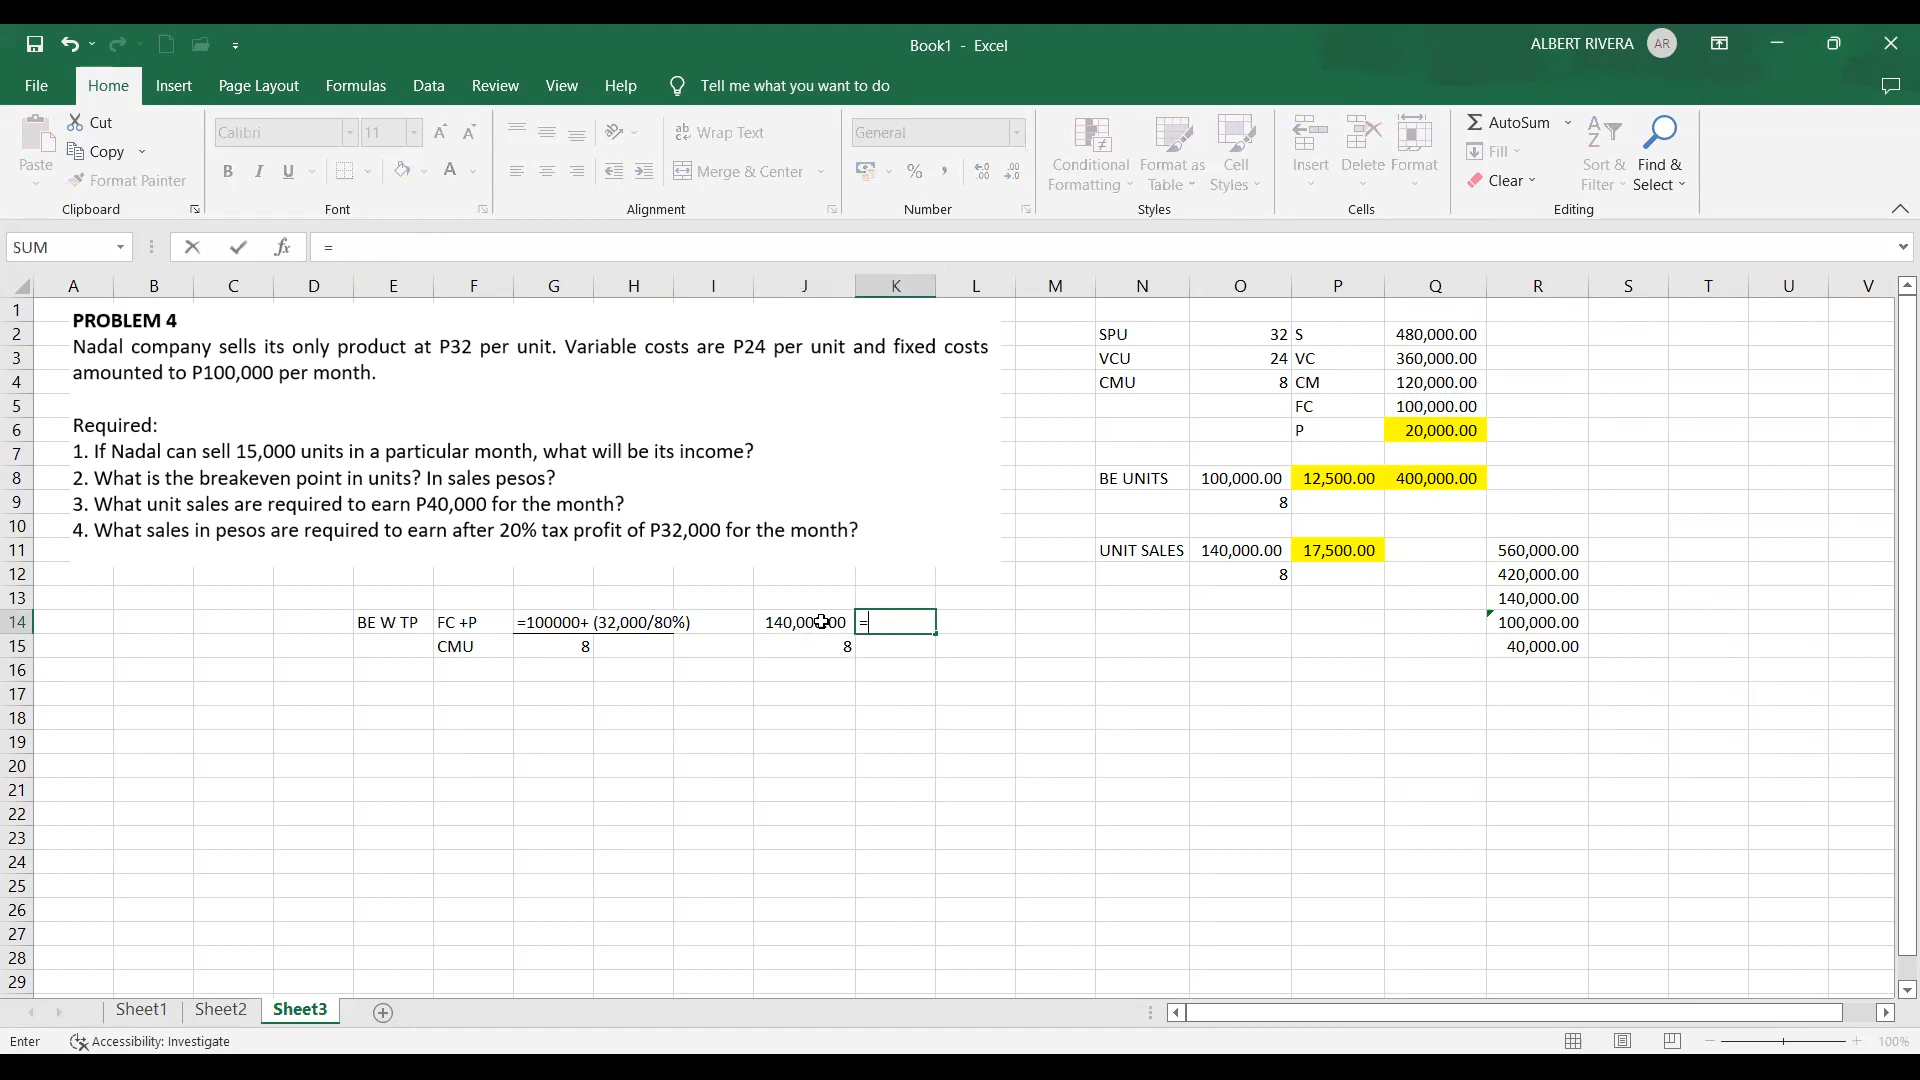 Book1 - Excel
ALBERT RIVERA AR
File Home Insert Page Layout Formulas Data Review View Help Tell me what you want to do
Paste
Cut
Copy
Format Painter
Clipboard
Calibri 11
B I U A
Font
Wrap Text
Merge & Center
Alignment
General
%
Number
Conditional Formatting
Format as Table
Cell Styles
Styles
Insert Delete Format
Cells
AutoSum
Fill
Clear
Sort & Filter
Find & Select
Editing
SUM fx =
A B C D E F G H I J K L M N O P Q R S T U V
PROBLEM 4
Nadal company sells its only product at P32 per unit. Variable costs are P24 per unit and fixed costs
amounted to P100,000 per month.
Required:
1. If Nadal can sell 15,000 units in a particular month, what will be its income?
2. What is the breakeven point in units? In sales pesos?
3. What unit sales are required to earn P40,000 for the month?
4. What sales in pesos are required to earn after 20% tax profit of P32,000 for the month?
1
2 SPU 32 S 480,000.00
3 VCU 24 VC 360,000.00
4 CMU 8 CM 120,000.00
5 FC 100,000.00
6 P 20,000.00
7
8 BE UNITS 100,000.00 12,500.00 400,000.00
9 8
10
11 UNIT SALES 140,000.00 17,500.00 560,000.00
12 8 420,000.00
13 140,000.00
14 BE W TP FC +P =100000+ (32,000/80%) 140,000.00 = 100,000.00
15 CMU 8 8 40,000.00
16
17
18
19
20
21
22
23
24
25
26
27
28
29
Sheet1 Sheet2 Sheet3
Enter Accessibility: Investigate 100%